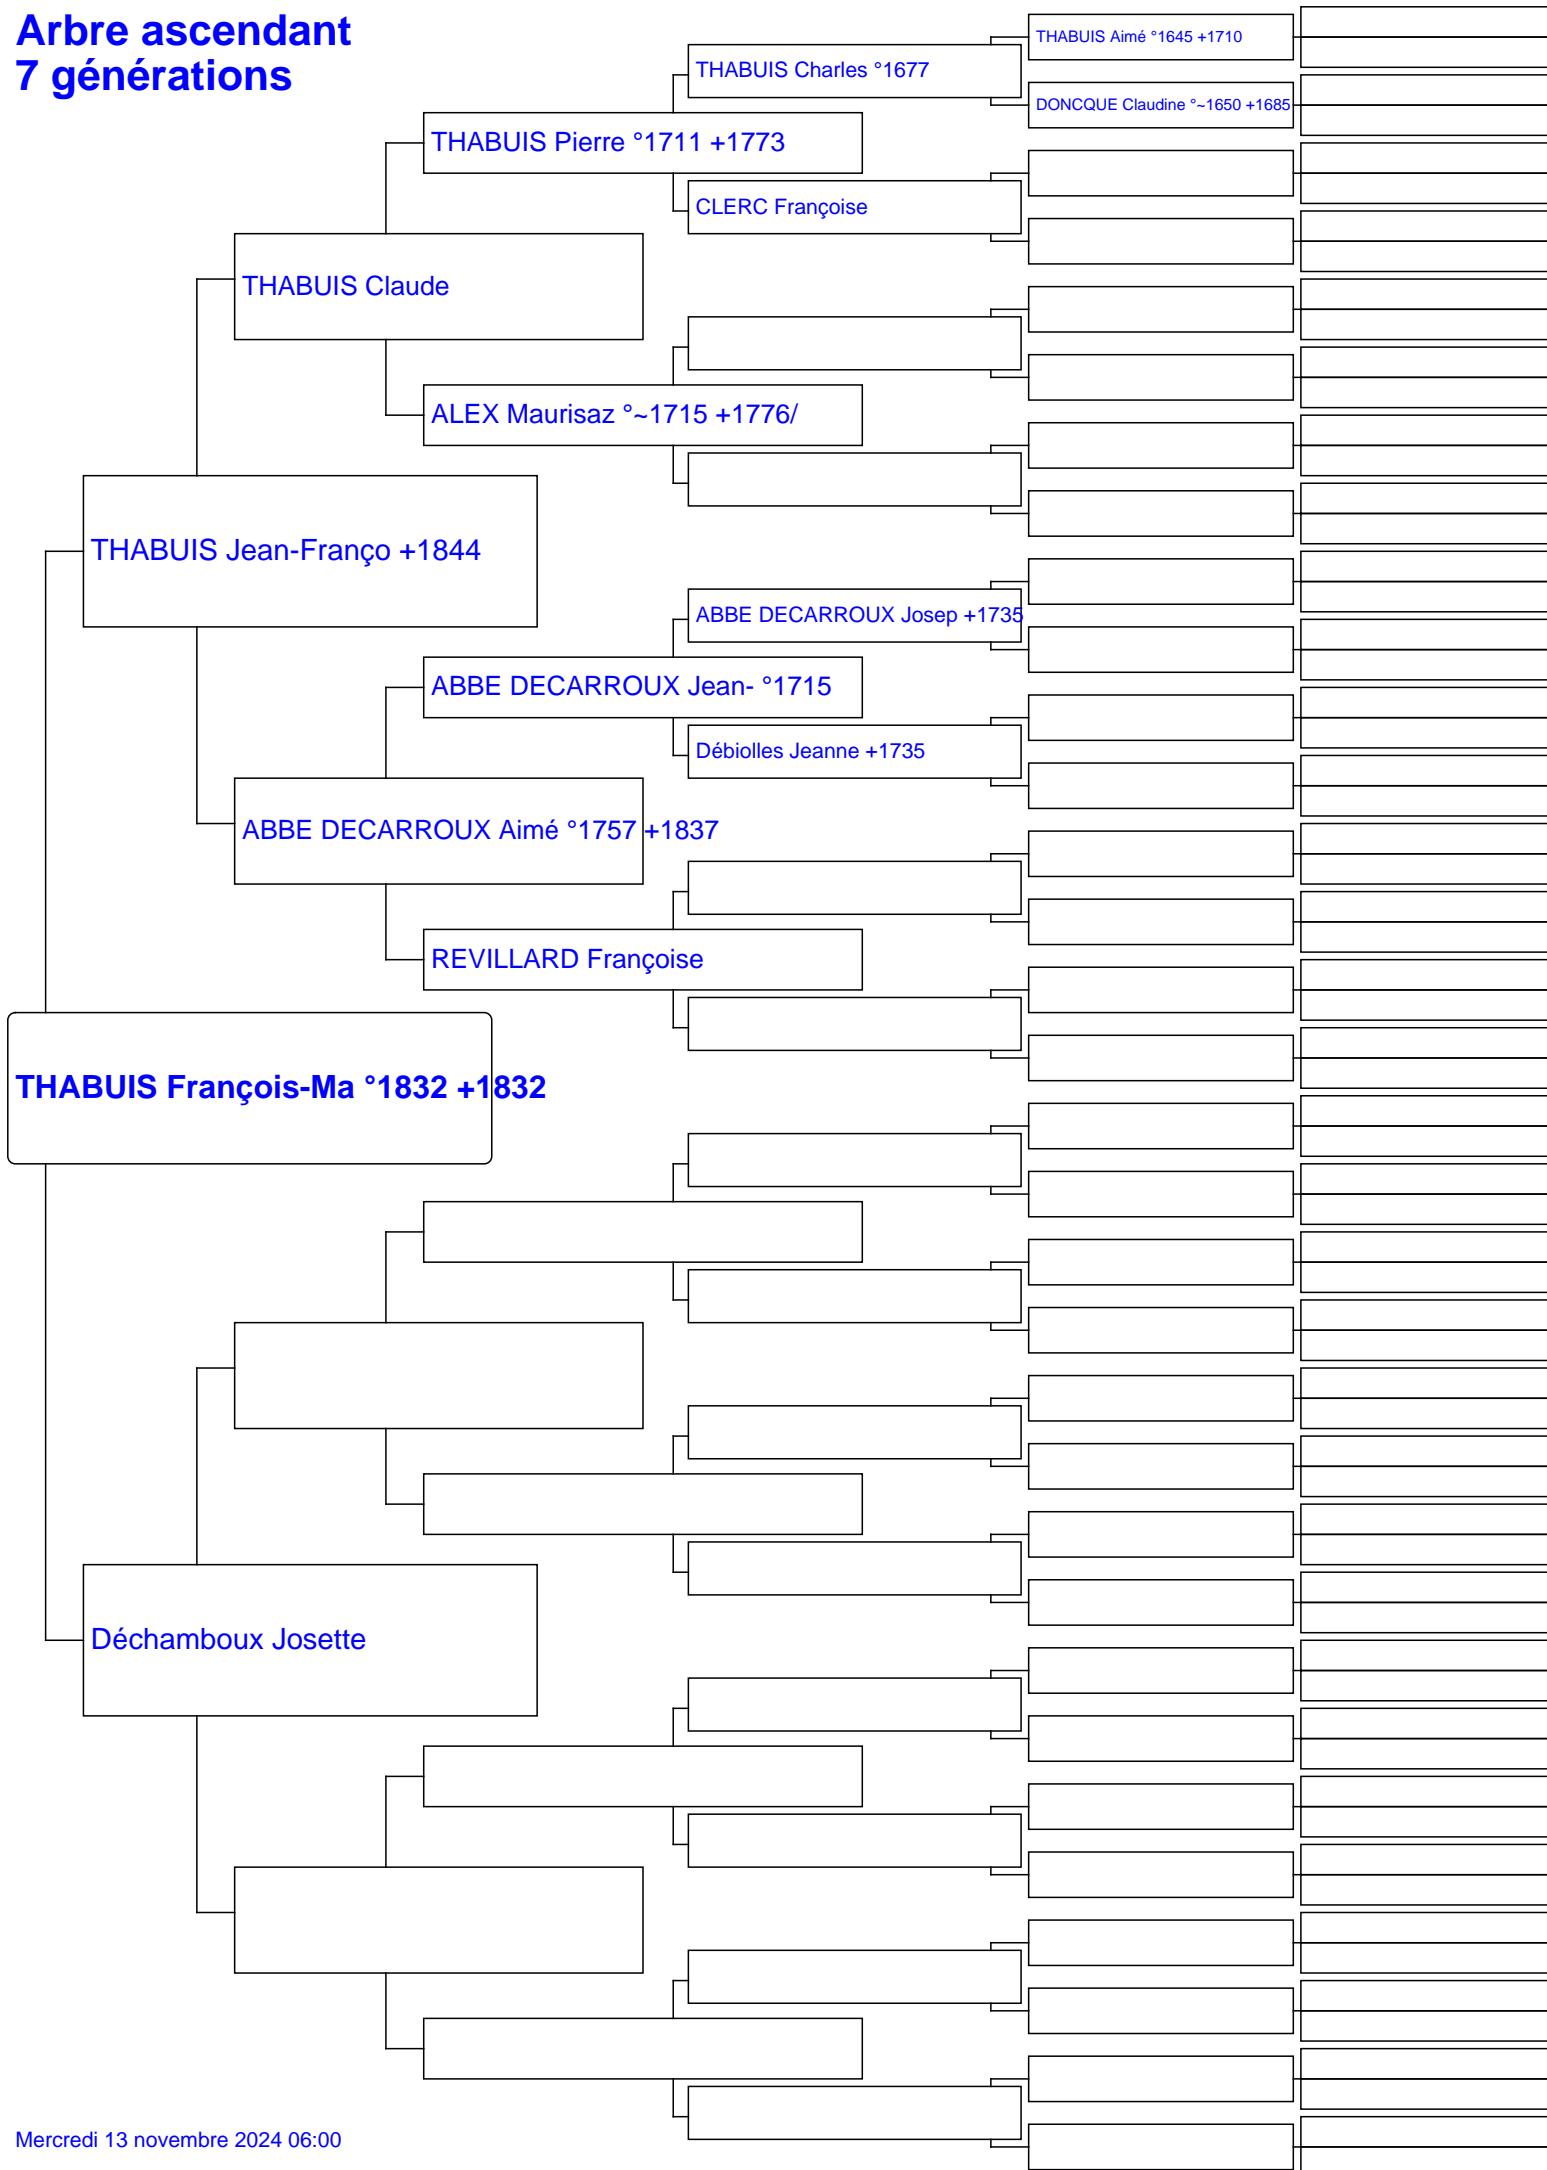 Arbre ascendant
7 générations
THABUIS Aimé °1645 +1710
THABUIS Charles °1677
DONCQUE Claudine °~1650 +1685
THABUIS Pierre °1711 +1773
CLERC Françoise
THABUIS Claude
ALEX Maurisaz °~1715 +1776/
THABUIS Jean-Franço +1844
ABBE DECARROUX Josep +1735
ABBE DECARROUX Jean- °1715
Débiolles Jeanne +1735
ABBE DECARROUX Aimé °1757 +1837
REVILLARD Françoise
THABUIS François-Ma °1832 +1832
Déchamboux Josette
Mercredi 13 novembre 2024 06:00